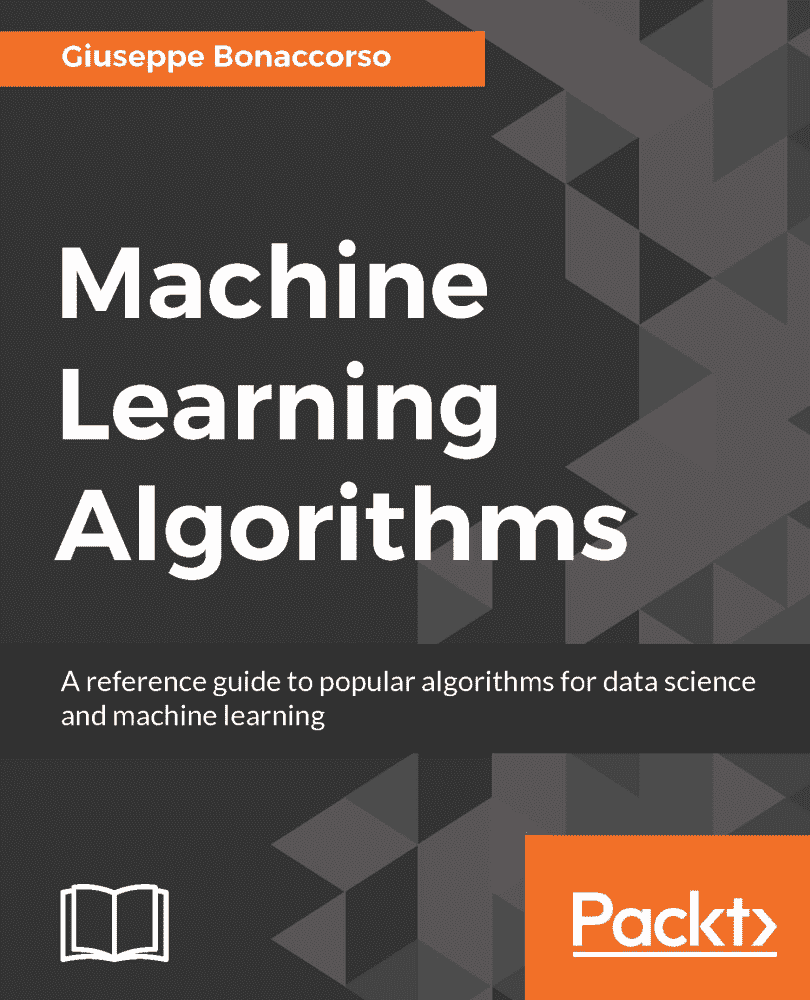 Giuseppe Bonaccorso
Machine
Learning
Algorithms
A reference guide to popular algorithms for data science
and machine learning
Packt>